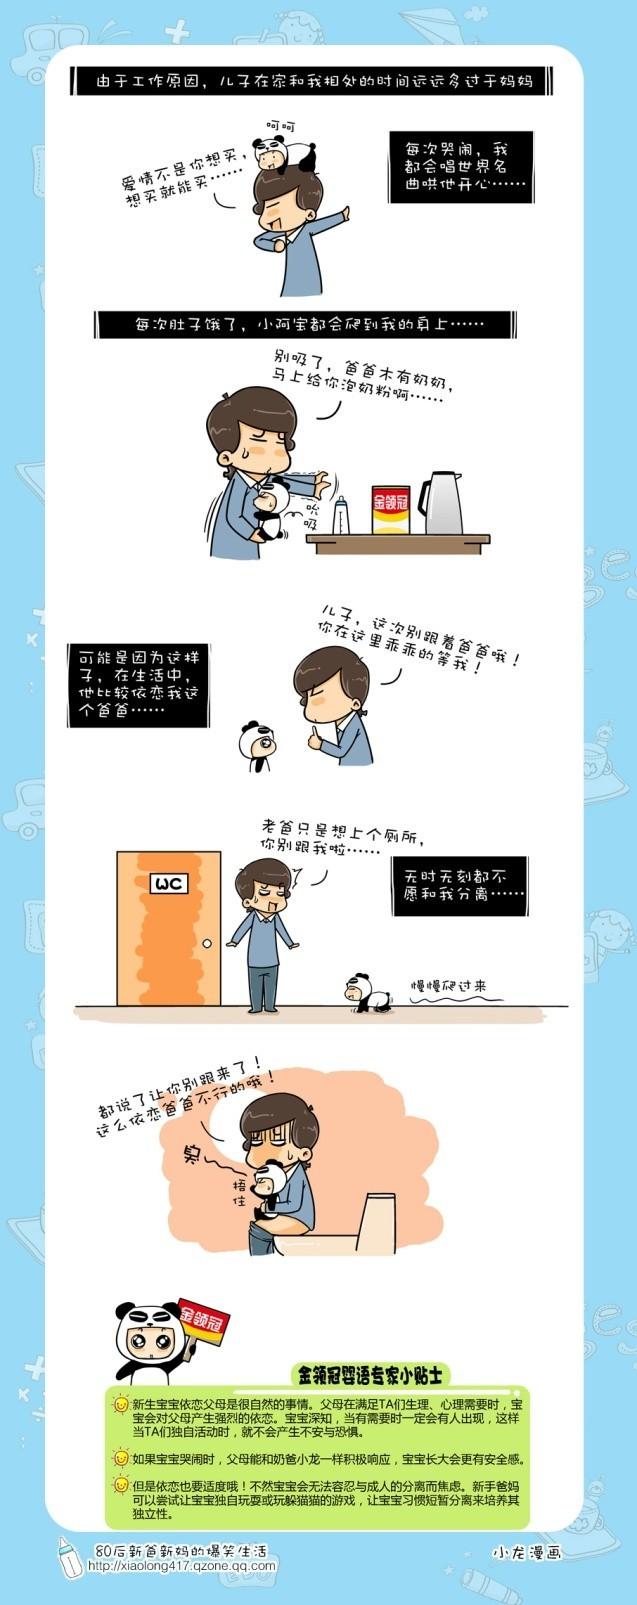 由于工作原因，儿子在家和我相处的时间远远多过于妈妈
呵呵
爱情不是你想买，
想买就能买……
每次哭闹，我
都会唱世界名
曲哄他开心……
每次肚子饿了，小阿宝都会爬到我的身上……
别吸了，爸爸木有奶奶，
马上给你泡奶粉啊……
吮
吸
金领冠
儿子，这次别跟着爸爸哦！
你在这里乖乖的等我！
可能是因为这样
子，在生活中，
他比较依恋我这
个爸爸……
老爸只是想上个厕所，
你别跟我啦……
WC
天时天刻都不
愿和我分离……
慢慢爬过来
都说了让你别跟来了！
这么依恋爸爸不行的哦！
臭
捂
住
金领冠
金领冠婴语专家小贴士
新生宝宝依恋父母是很自然的事情。父母在满足TA们生理、心理需要时，宝
宝会对父母产生强烈的依恋。宝宝深知，当有需要时一定会有人出现，这样
当TA们独自活动时，就不会产生不安与恐惧。
如果宝宝哭闹时，父母能和奶爸小龙一样积极响应，宝宝长大会更有安全感。
但是依恋也要适度哦！不然宝宝会无法容忍与成人的分离而焦虑。新手爸妈
可以尝试让宝宝独自玩耍或玩躲猫猫的游戏，让宝宝习惯短暂分离来培养其
独立性。
80后新爸新妈的爆笑生活
小龙漫画
http://xiaolong417.qzone.qq.com